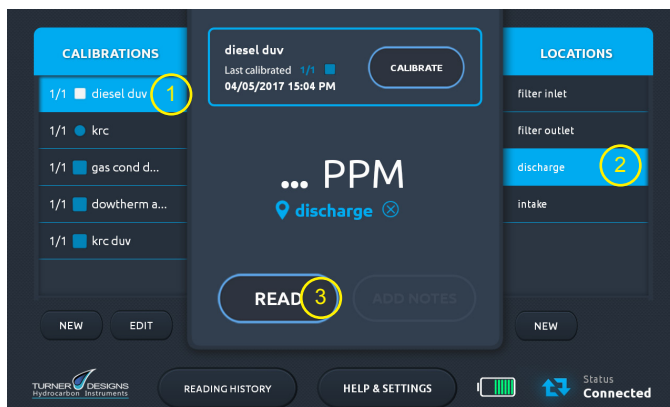 CALIBRATIONS
1/1 diesel duv 1
1/1 krc
1/1 gas cond d...
1/1 dowtherm a...
1/1 krc duv
NEW EDIT
diesel duv
Last calibrated 1/1
04/05/2017 15:04 PM
CALIBRATE
... PPM
discharge
READ 3
ADD NOTES
LOCATIONS
filter inlet
filter outlet
discharge 2
intake
NEW
TURNER DESIGNS
Hydrocarbon Instruments
READING HISTORY
HELP & SETTINGS
Status
Connected